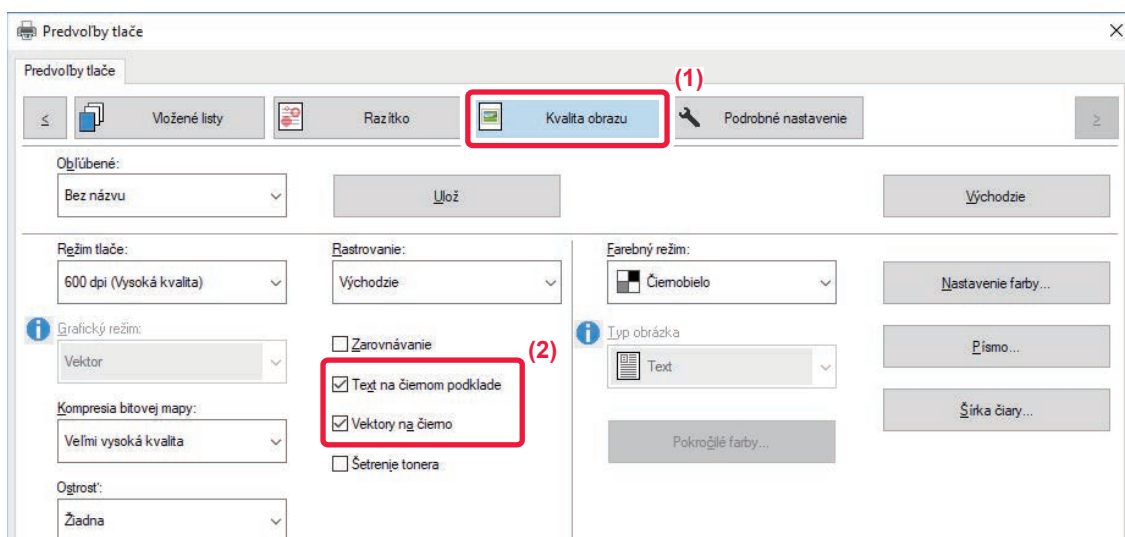 Predvoľby tlače
Predvoľby tlače
(1)
<
Vložené listy
Razítko
Kvalita obrazu
Podrobné nastavenie
>
Obľúbené:
Bez názvu
Ulož
Východzie
Režim tlače:
600 dpi (Vysoká kvalita)
Rastrovanie:
Východzie
Farebný režim:
Čiernobielo
Nastavenie farby...
Grafický režim:
Vektor
Zarovnávanie
(2)
Typ obrázka
Text
Písmo...
Text na čiernom podklade
Kompresia bitovej mapy:
Veľmi vysoká kvalita
Vektory na čierno
Šírka čiary...
Pokročilé farby...
Šetrenie tonera
Ostrosť:
Žiadna